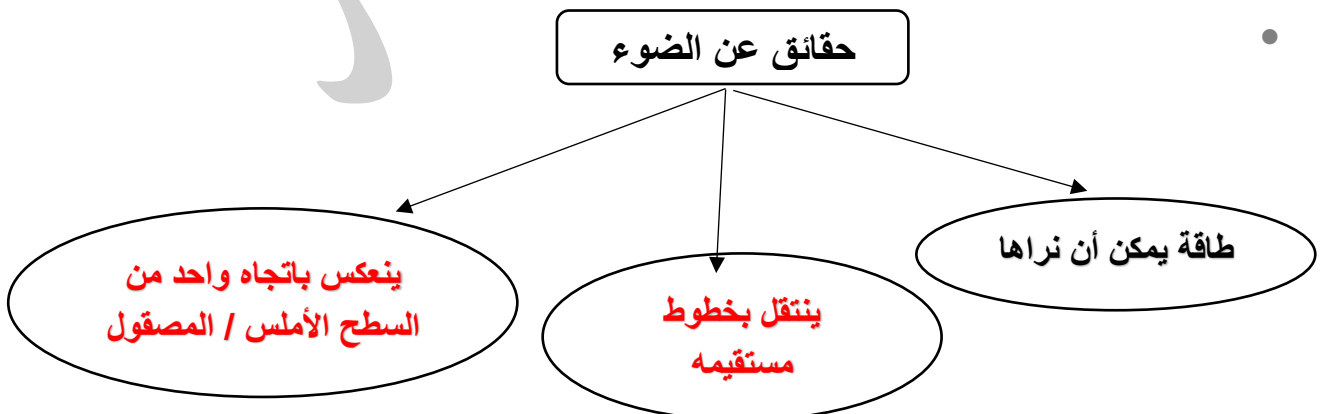 حقائق عن الضوء
طاقة يمكن أن نراها
ينتقل بخطوط
مستقيمه
ينعكس باتجاه واحد من
السطح الأملس / المصقول